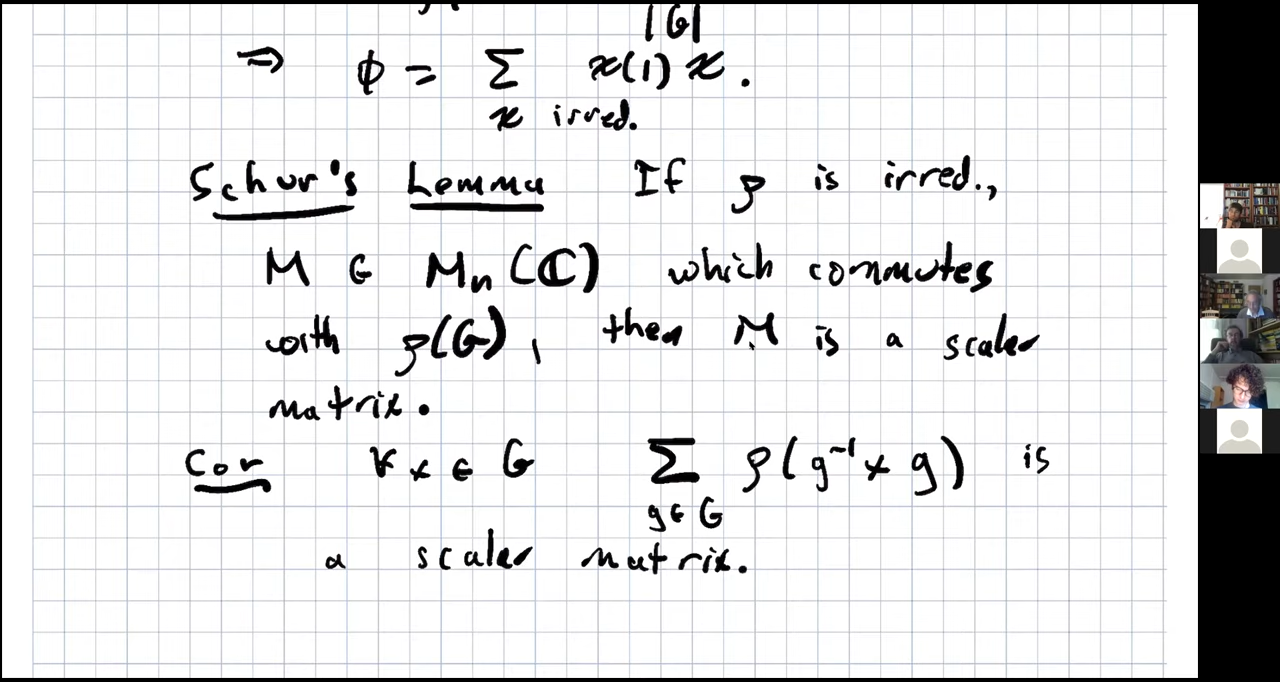 |G|
⇒ φ = Σ χ(1) χ.
χ irred.
Schur's Lemma If ρ is irred.,
M ∈ Mₙ(ℂ) which commutes
with ρ(G), then M is a scaler
matrix.
Cor ∀ x ∈ G Σ ρ(g⁻¹ x g) is
g ∈ G
a scaler matrix.